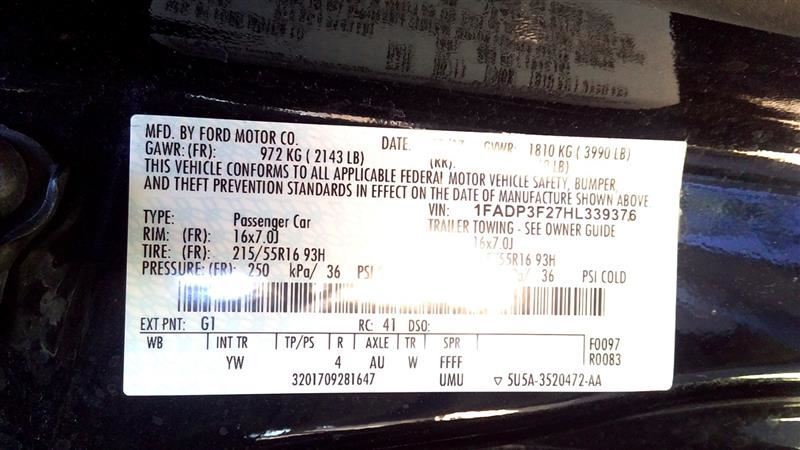 MFD. BY FORD MOTOR CO.
DATE: GVWR: 1810 KG ( 3990 LB)
GAWR: (FR): 972 KG ( 2143 LB) (RR): LB)
THIS VEHICLE CONFORMS TO ALL APPLICABLE FEDERAL MOTOR VEHICLE SAFETY, BUMPER,
AND THEFT PREVENTION STANDARDS IN EFFECT ON THE DATE OF MANUFACTURE SHOWN ABOVE.
VIN: 1FADP3F27HL339376
TYPE: Passenger Car TRAILER TOWING - SEE OWNER GUIDE
RIM: (FR) 16x7.0J 16x7.0J
TIRE: (FR) 215/55R16 93H /55R16 93H
PRESSURE: (FR) 250 kPa/ 36 PSI kPa/ 36 PSI COLD
EXT PNT: G1 RC: 41 DSO:
WB INT TR TP/PS R AXLE TR SPR F0097
YW 4 AU W FFFF R0083
3201709281647 UMU ▽ 5U5A-3520472-AA